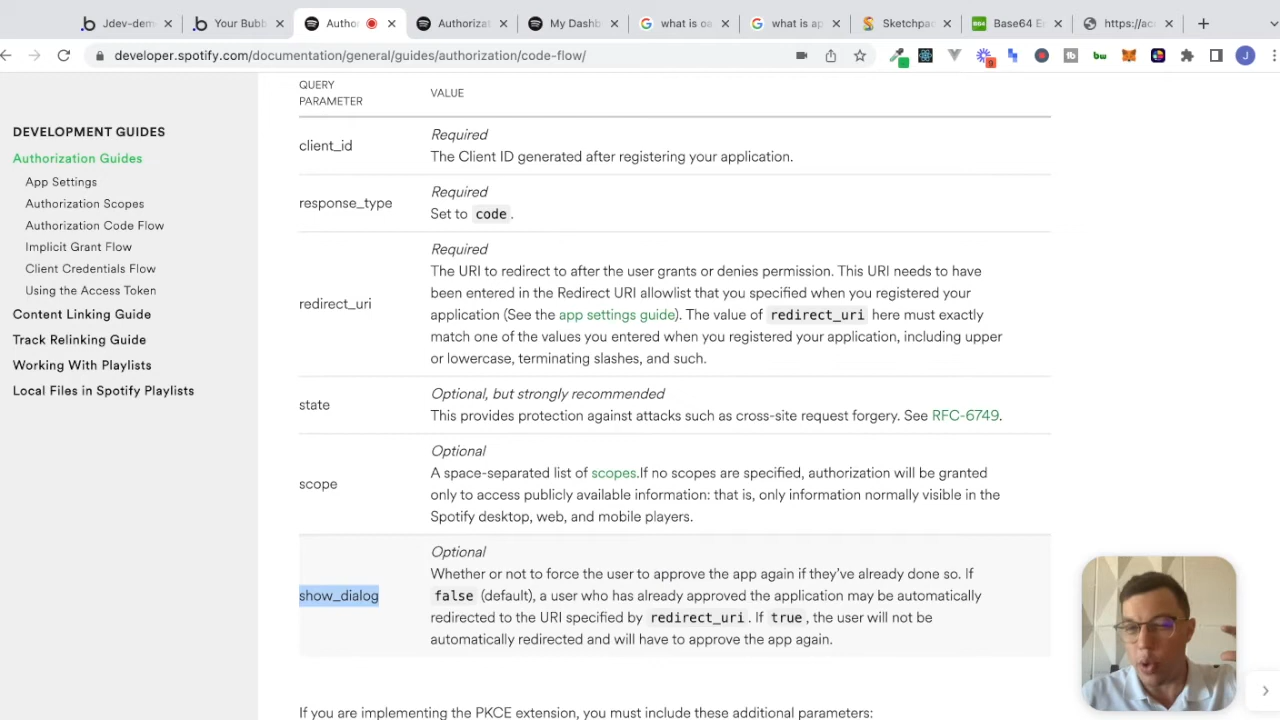 Jdev-dem
Your Bubb
Author
Authorizat
My Dashb
what is oa
what is ap
Sketchpac
Base64 E
https://aca
developer.spotify.com/documentation/general/guides/authorization/code-flow/
J
DEVELOPMENT GUIDES
Authorization Guides
App Settings
Authorization Scopes
Authorization Code Flow
Implicit Grant Flow
Client Credentials Flow
Using the Access Token
Content Linking Guide
Track Relinking Guide
Working With Playlists
Local Files in Spotify Playlists
QUERY
PARAMETER
VALUE
client_id
Required
The Client ID generated after registering your application.
response_type
Required
Set to code.
redirect_uri
Required
The URI to redirect to after the user grants or denies permission. This URI needs to have
been entered in the Redirect URI allowlist that you specified when you registered your
application (See the app settings guide). The value of redirect_uri here must exactly
match one of the values you entered when you registered your application, including upper
or lowercase, terminating slashes, and such.
state
Optional, but strongly recommended
This provides protection against attacks such as cross-site request forgery. See RFC-6749.
scope
Optional
A space-separated list of scopes.If no scopes are specified, authorization will be granted
only to access publicly available information: that is, only information normally visible in the
Spotify desktop, web, and mobile players.
show_dialog
Optional
Whether or not to force the user to approve the app again if they've already done so. If
false (default), a user who has already approved the application may be automatically
redirected to the URI specified by redirect_uri. If true, the user will not be
automatically redirected and will have to approve the app again.
If you are implementing the PKCE extension, you must include these additional parameters: